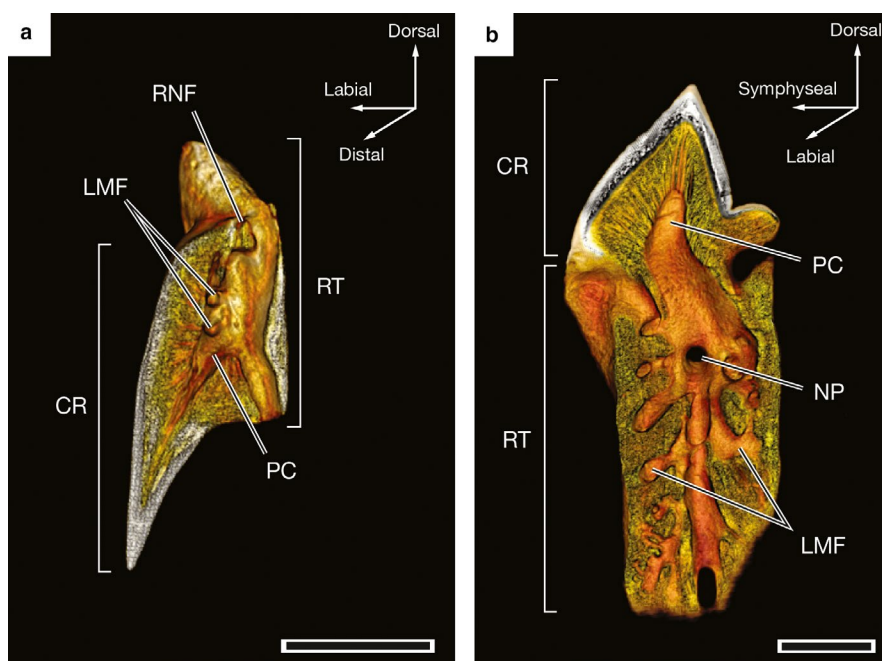 a
Dorsal
Labial
Distal
RNF
LMF
CR
RT
PC
b
Dorsal
Symphyseal
Labial
CR
PC
NP
RT
LMF